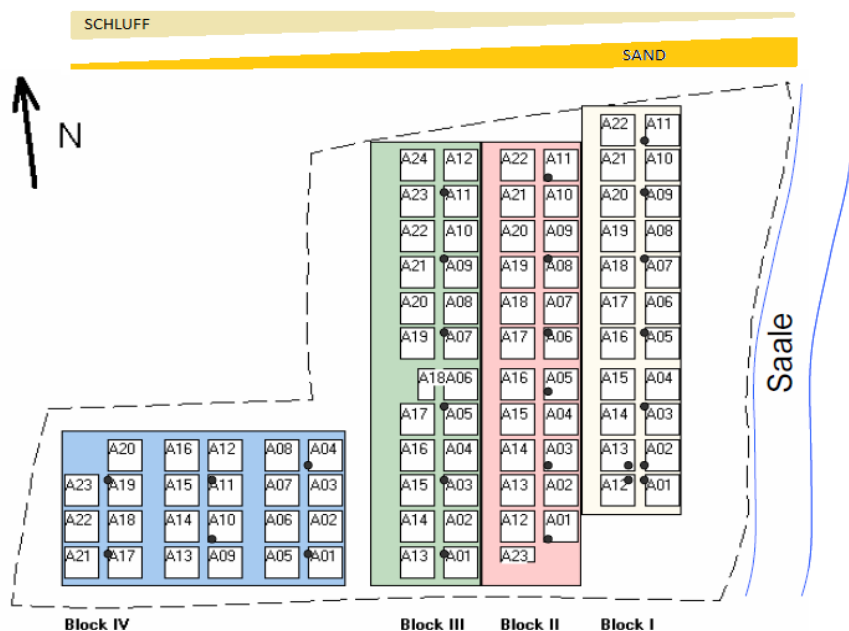 SCHLUFF
SAND
N
A22 A11
A24 A12 A22 A11 A21 A10
A23 A11 A21 A10 A20 A09
A22 A10 A20 A09 A19 A08
A21 A09 A19 A08 A18 A07
A20 A08 A18 A07 A17 A06
A19 A07 A17 A06 A16 A05
Saale
A18 A06 A16 A05 A15 A04
A17 A05 A15 A04 A14 A03
A20 A16 A12 A08 A04 A16 A04 A14 A03 A13 A02
A23 A19 A15 A11 A07 A03 A15 A03 A13 A02 A12 A01
A22 A18 A14 A10 A06 A02 A14 A02 A12 A01
A21 A17 A13 A09 A05 A01 A13 A01 A23
Block IV Block III Block II Block I